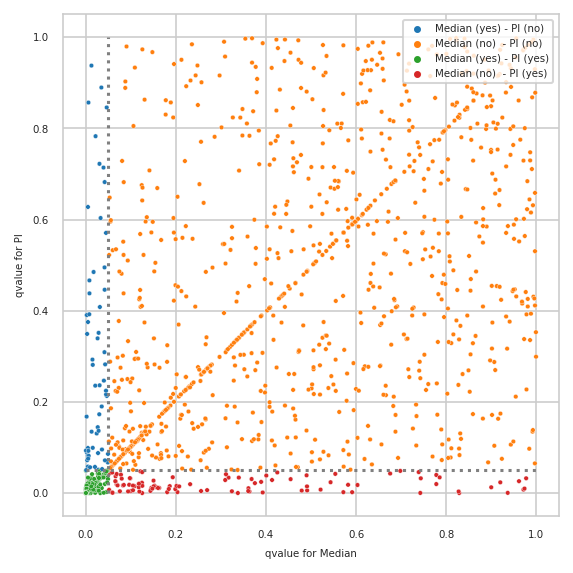 Median (yes) - PI (no)
Median (no)  - PI (no)
Median (yes) - PI (yes)
Median (no)  - PI (yes)
1.0
0.8
0.6
0.4
0.2
0.0
qvalue for PI
0.0 0.2 0.4 0.6 0.8 1.0
qvalue for Median